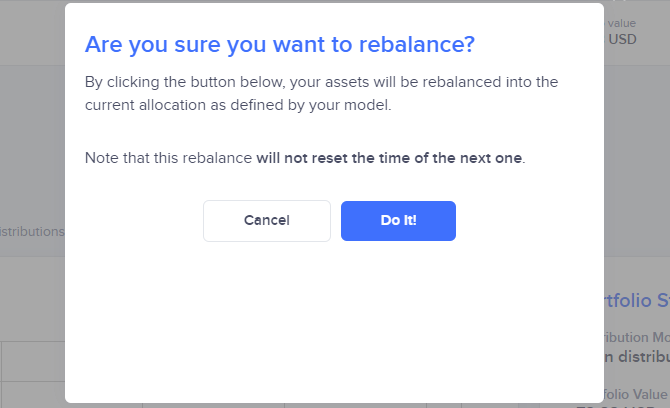 Are you sure you want to rebalance?
value
USD
By clicking the button below, your assets will be rebalanced into the
current allocation as defined by your model.
Note that this rebalance will not reset the time of the next one.
Cancel
Do It!
istributions
rtfolio S
ribution Mo
n distribu
folio Value